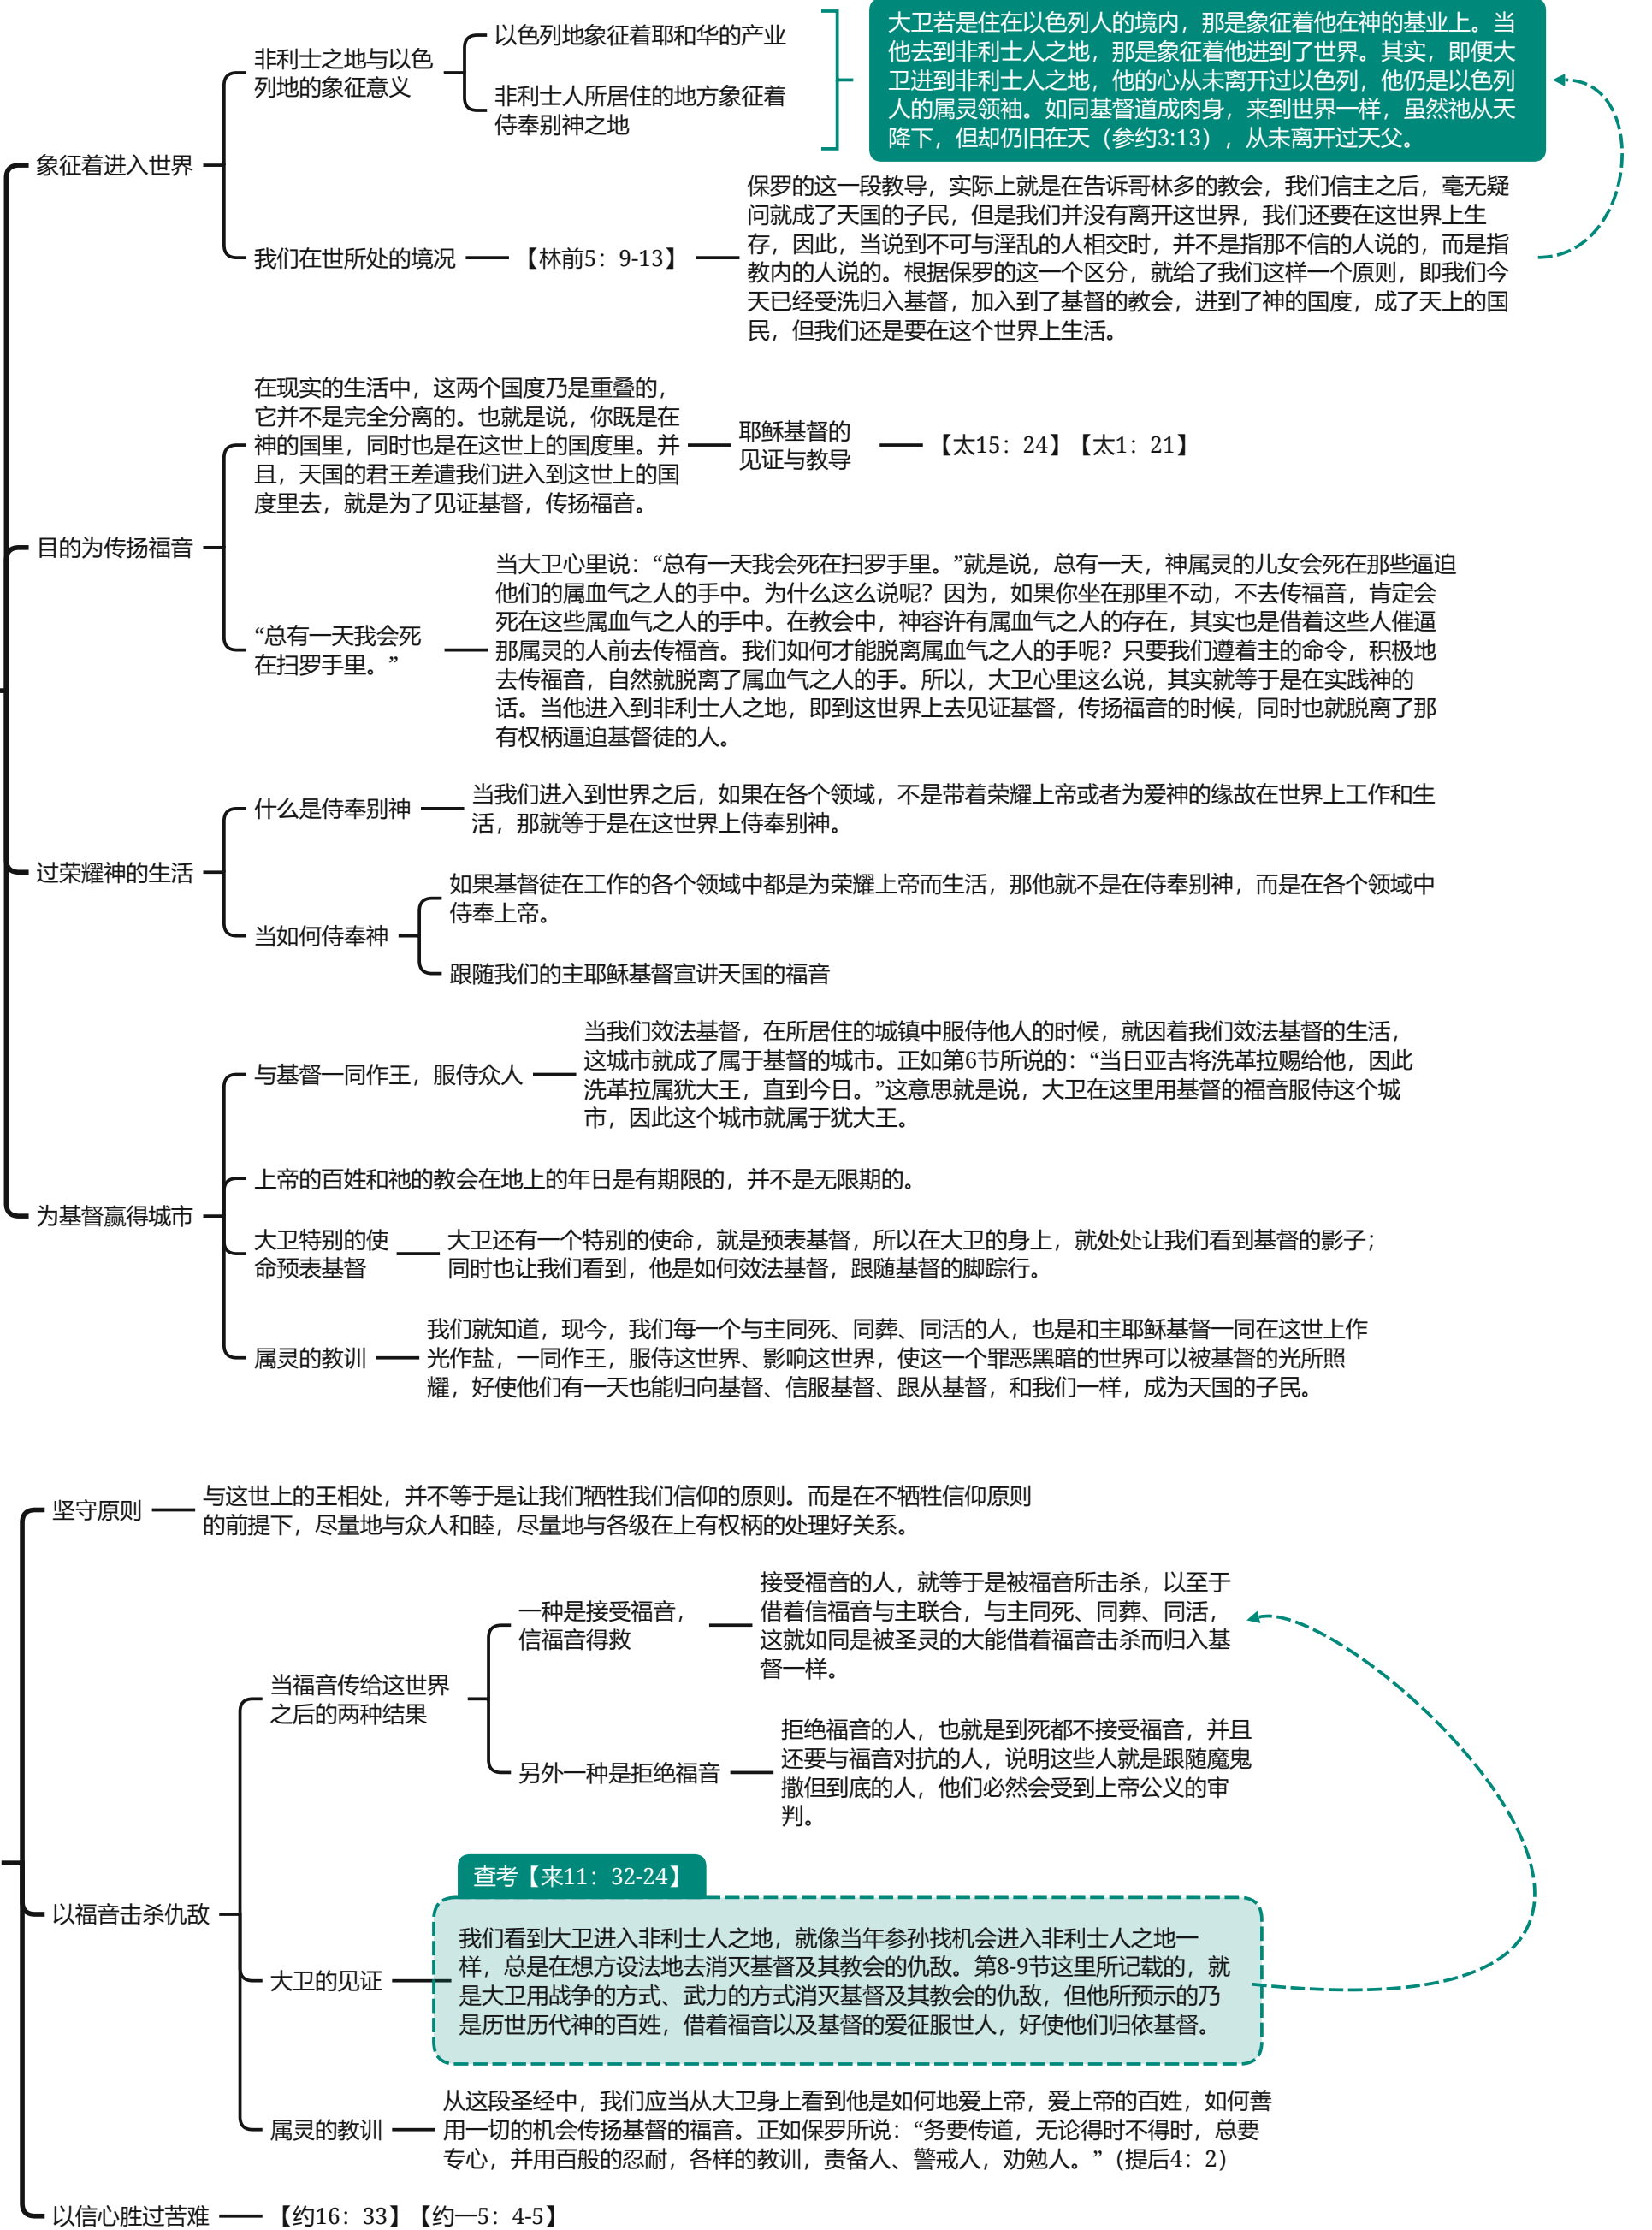 象征着进入世界
非利士之地与以色
列地的象征意义
以色列地象征着耶和华的产业
非利士人所居住的地方象征着
侍奉别神之地
大卫若是住在以色列人的境内，那是象征着他在神的基业上。当
他去到非利士人之地，那是象征着他进到了世界。其实，即便大
卫进到非利士人之地，他的心从未离开过以色列，他仍是以色列
人的属灵领袖。如同基督道成肉身，来到世界一样，虽然祂从天
降下，但却仍旧在天（参约3:13），从未离开过天父。
我们在世所处的境况
【林前5：9-13】
保罗的这一段教导，实际上就是在告诉哥林多的教会，我们信主之后，毫无疑
问就成了天国的子民，但是我们并没有离开这世界，我们还要在这世界上生
存，因此，当说到不可与淫乱的人相交时，并不是指那不信的人说的，而是指
教内的人说的。根据保罗的这一个区分，就给了我们这样一个原则，即我们今
天已经受洗归入基督，加入到了基督的教会，进到了神的国度，成了天上的国
民，但我们还是要在这个世界上生活。
目的为传扬福音
在现实的生活中，这两个国度乃是重叠的，
它并不是完全分离的。也就是说，你既是在
神的国里，同时也是在这世上的国度里。并
且，天国的君王差遣我们进入到这世上的国
度里去，就是为了见证基督，传扬福音。
耶稣基督的
见证与教导
【太15：24】【太1：21】
“总有一天我会死
在扫罗手里。”
当大卫心里说：“总有一天我会死在扫罗手里。”就是说，总有一天，神属灵的儿女会死在那些逼迫
他们的属血气之人的手中。为什么这么说呢？因为，如果你坐在那里不动，不去传福音，肯定会
死在这些属血气之人的手中。在教会中，神容许有属血气之人的存在，其实也是借着这些人催逼
那属灵的人前去传福音。我们如何才能脱离属血气之人的手呢？只要我们遵着主的命令，积极地
去传福音，自然就脱离了属血气之人的手。所以，大卫心里这么说，其实就等于是在实践神的
话。当他进入到非利士人之地，即到这世界上去见证基督，传扬福音的时候，同时也就脱离了那
有权柄逼迫基督徒的人。
过荣耀神的生活
什么是侍奉别神
当我们进入到世界之后，如果在各个领域，不是带着荣耀上帝或者为爱神的缘故在世界上工作和生
活，那就等于是在这世界上侍奉别神。
当如何侍奉神
如果基督徒在工作的各个领域中都是为荣耀上帝而生活，那他就不是在侍奉别神，而是在各个领域中
侍奉上帝。
跟随我们的主耶稣基督宣讲天国的福音
为基督赢得城市
与基督一同作王，服侍众人
当我们效法基督，在所居住的城镇中服侍他人的时候，就因着我们效法基督的生活，
这城市就成了属于基督的城市。正如第6节所说的：“当日亚吉将洗革拉赐给他，因此
洗革拉属犹大王，直到今日。”这意思就是说，大卫在这里用基督的福音服侍这个城
市，因此这个城市就属于犹大王。
上帝的百姓和祂的教会在地上的年日是有期限的，并不是无限期的。
大卫特别的使
命预表基督
大卫还有一个特别的使命，就是预表基督，所以在大卫的身上，就处处让我们看到基督的影子；
同时也让我们看到，他是如何效法基督，跟随基督的脚踪行。
属灵的教训
我们就知道，现今，我们每一个与主同死、同葬、同活的人，也是和主耶稣基督一同在这世上作
光作盐，一同作王，服侍这世界、影响这世界，使这一个罪恶黑暗的世界可以被基督的光所照
耀，好使他们有一天也能归向基督、信服基督、跟从基督，和我们一样，成为天国的子民。
坚守原则
与这世上的王相处，并不等于是让我们牺牲我们信仰的原则。而是在不牺牲信仰原则
的前提下，尽量地与众人和睦，尽量地与各级在上有权柄的处理好关系。
以福音击杀仇敌
当福音传给这世界
之后的两种结果
一种是接受福音，
信福音得救
接受福音的人，就等于是被福音所击杀，以至于
借着信福音与主联合，与主同死、同葬、同活，
这就如同是被圣灵的大能借着福音击杀而归入基
督一样。
另外一种是拒绝福音
拒绝福音的人，也就是到死都不接受福音，并且
还要与福音对抗的人，说明这些人就是跟随魔鬼
撒但到底的人，他们必然会受到上帝公义的审
判。
大卫的见证
查考【来11：32-24】
我们看到大卫进入非利士人之地，就像当年参孙找机会进入非利士人之地一
样，总是在想方设法地去消灭基督及其教会的仇敌。第8-9节这里所记载的，就
是大卫用战争的方式、武力的方式消灭基督及其教会的仇敌，但他所预示的乃
是历世历代神的百姓，借着福音以及基督的爱征服世人，好使他们归依基督。
属灵的教训
从这段圣经中，我们应当从大卫身上看到他是如何地爱上帝，爱上帝的百姓，如何善
用一切的机会传扬基督的福音。正如保罗所说：“务要传道，无论得时不得时，总要
专心，并用百般的忍耐，各样的教训，责备人、警戒人，劝勉人。”（提后4：2）
以信心胜过苦难
【约16：33】【约一5：4-5】